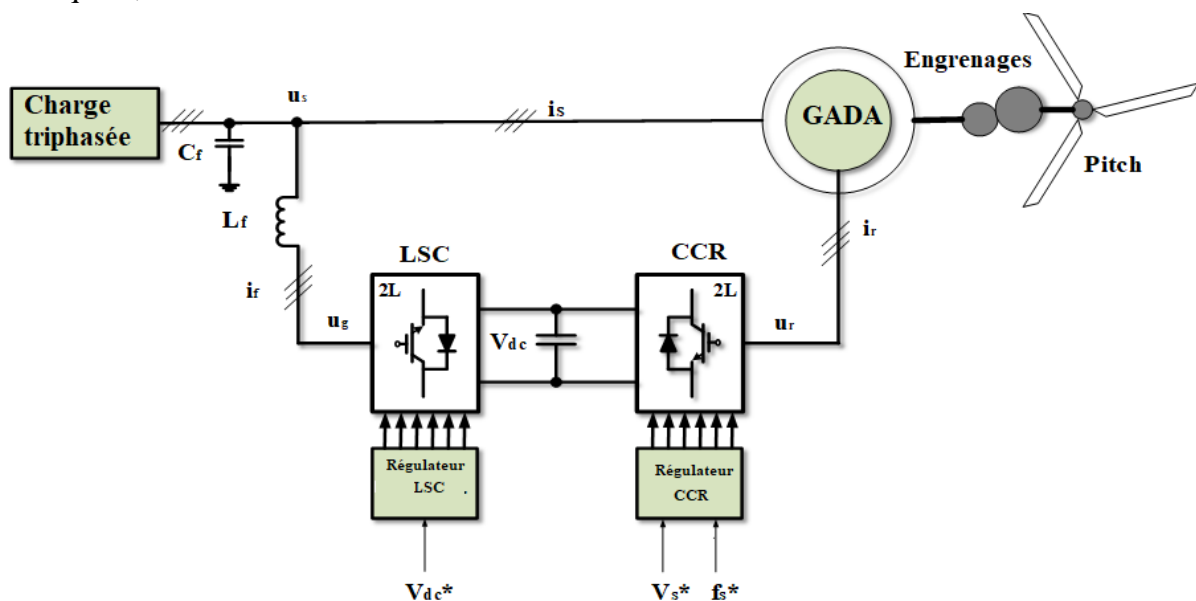 Engrenages
Charge
triphasée
us
is
GADA
Cf
Pitch
Lf
ir
LSC
CCR
if
2L
2L
ug
Vdc
ur
Régulateur
LSC .
Régulateur
CCR
Vdc*
Vs*
fs*